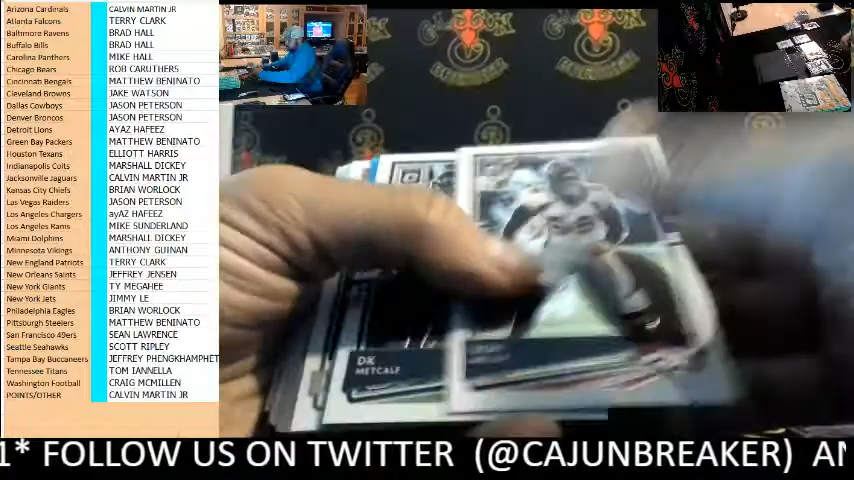 Arizona Cardinals CALVIN MARTIN JR
Atlanta Falcons TERRY CLARK
Baltimore Ravens BRAD HALL
Buffalo Bills BRAD HALL
Carolina Panthers MIKE HALL
Chicago Bears ROB CARUTHERS
Cincinnati Bengals MATTHEW BENINATO
Cleveland Browns JAKE WATSON
Dallas Cowboys JASON PETERSON
Denver Broncos JASON PETERSON
Detroit Lions AYAZ HAFEEZ
Green Bay Packers MATTHEW BENINATO
Houston Texans ELLIOTT HARRIS
Indianapolis Colts MARSHALL DICKEY
Jacksonville Jaguars CALVIN MARTIN JR
Kansas City Chiefs BRIAN WORLOCK
Las Vegas Raiders JASON PETERSON
Los Angeles Chargers ayAZ HAFEEZ
Los Angeles Rams MIKE SUNDERLAND
Miami Dolphins MARSHALL DICKEY
Minnesota Vikings ANTHONY GUINAN
New England Patriots TERRY CLARK
New Orleans Saints JEFFREY JENSEN
New York Giants TY MEGAHEE
New York Jets JIMMY LE
Philadelphia Eagles BRIAN WORLOCK
Pittsburgh Steelers MATTHEW BENINATO
San Francisco 49ers SEAN LAWRENCE
Seattle Seahawks SCOTT RIPLEY
Tampa Bay Buccaneers JEFFREY PHENGKHAMPHET
Tennessee Titans TOM IANNELLA
Washington Football CRAIG MCMILLEN
POINTS/OTHER CALVIN MARTIN JR
DK
METCALF
1* FOLLOW US ON TWITTER (@CAJUNBREAKER) AN